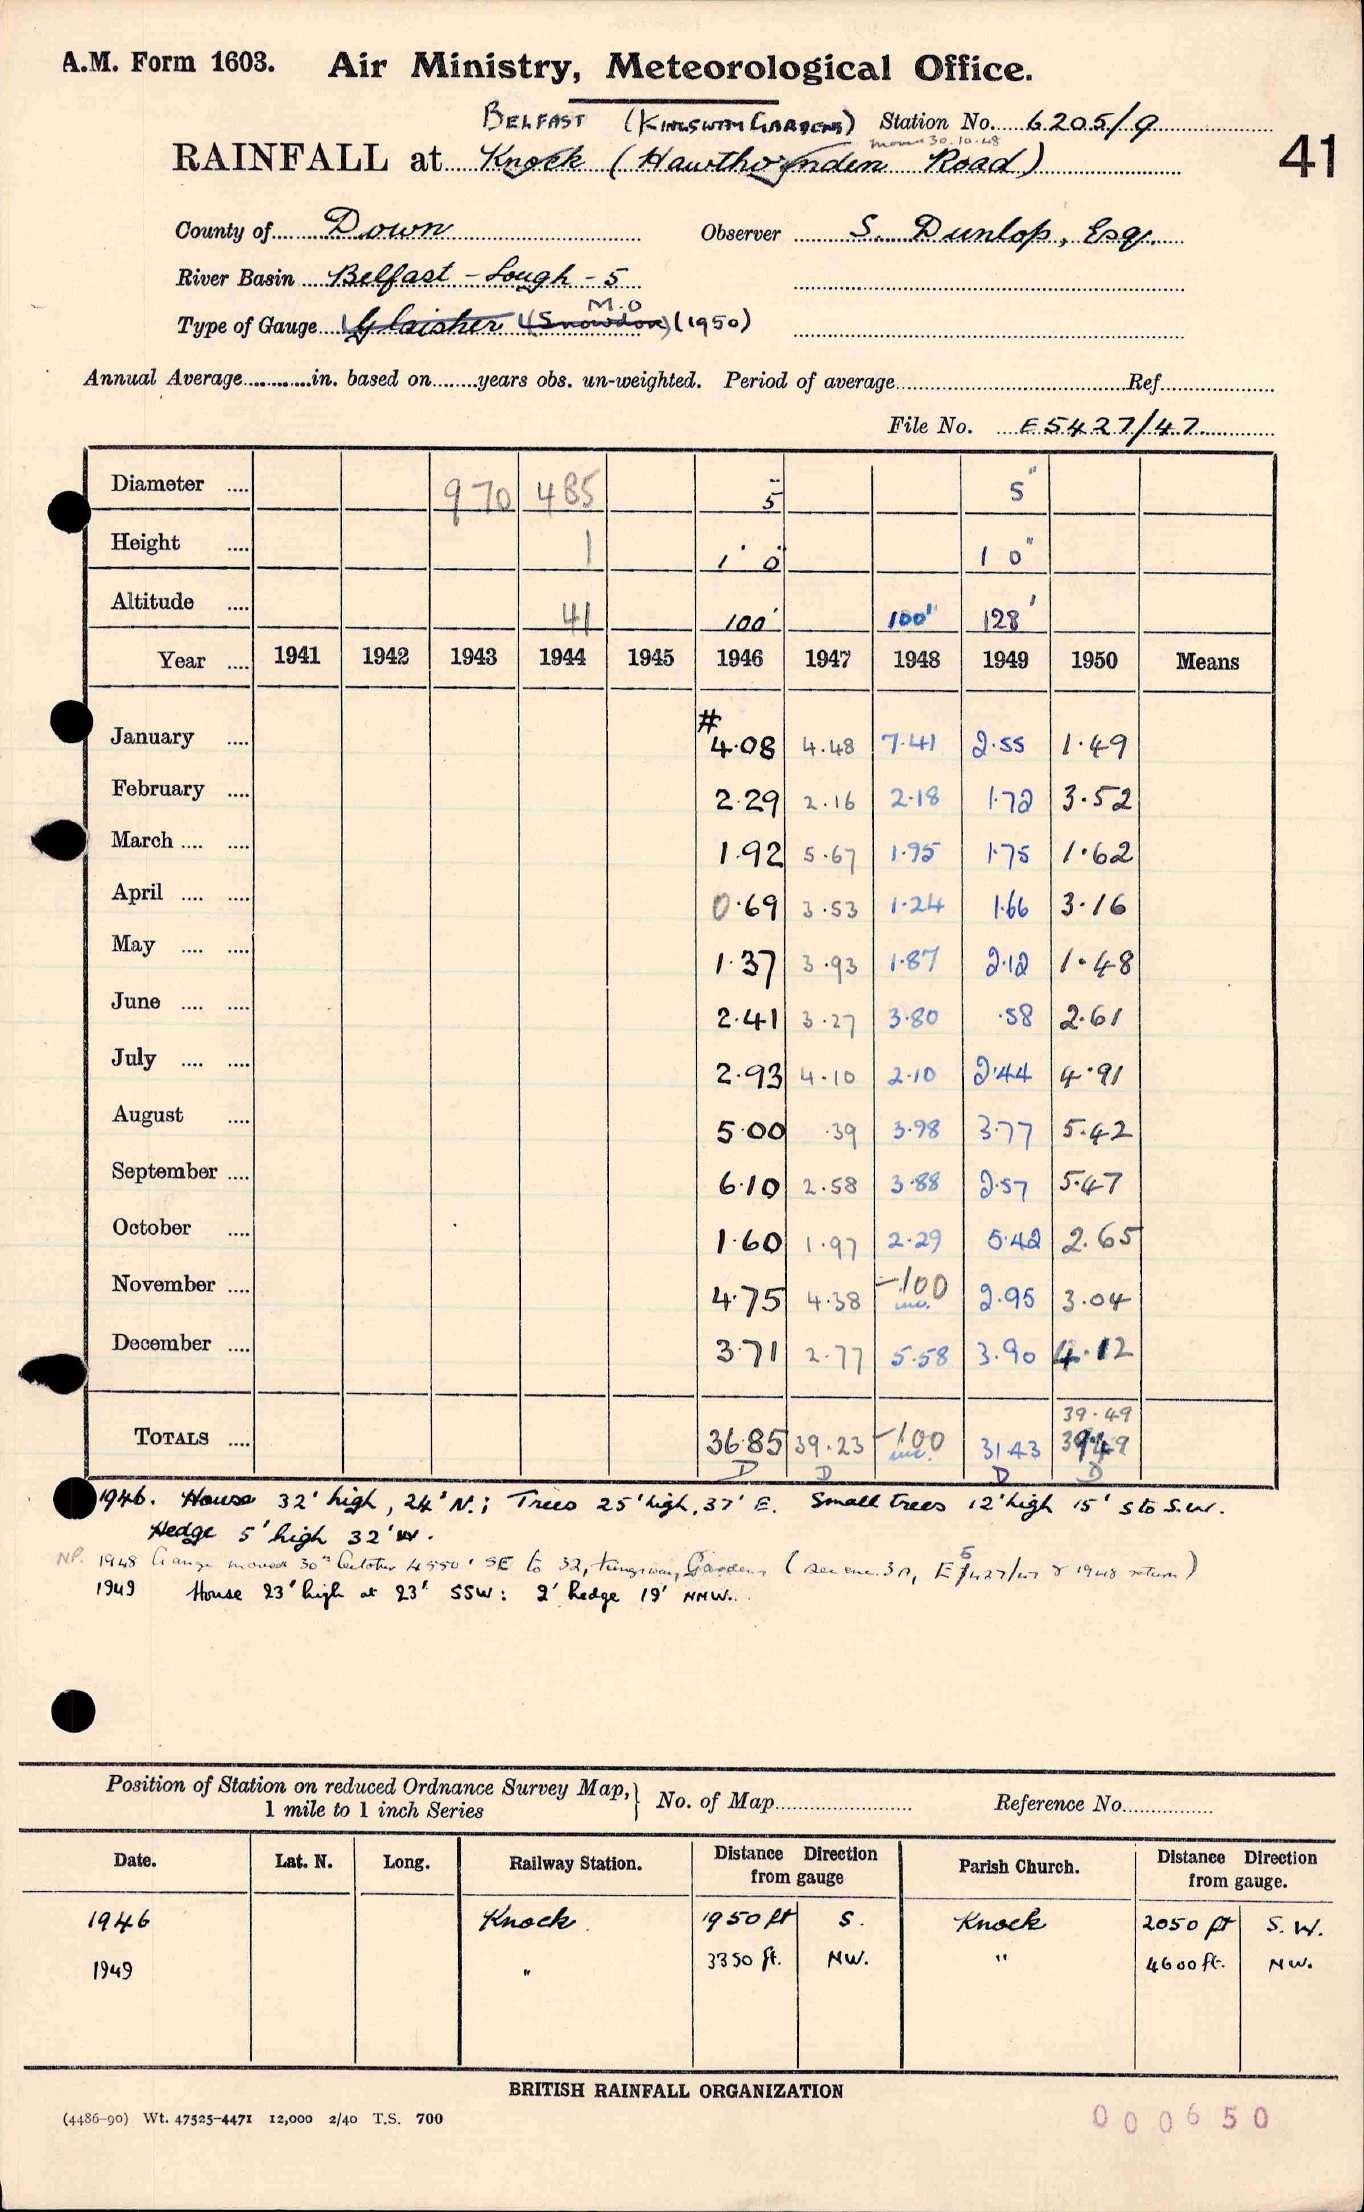 A.M. Form 1603. Air Ministry, Meteorological Office.
BELFAST (KINGSWAY GARDENS) Station No. 6205/9
moved 30.10.48
RAINFALL at Knock (Hawthornden Road) 41
County of Down Observer S. Dunlop, Esq.
River Basin Belfast - Lough - 5
M.O
Type of Gauge Glaisher (Snowdon) (1950)
Annual Average............in. based on........years obs. un-weighted. Period of average Ref
File No. E5427/47
Diameter .... 970 485 5" 5"
Height .... 1 1' 0" 1 0"
Altitude .... 41 100' 100' 128'
Year .... 1941 1942 1943 1944 1945 1946 1947 1948 1949 1950 Means
#
January .... 4.08 4.48 7.41 2.55 1.49
February .... 2.29 2.16 2.18 1.72 3.52
March .... .... 1.92 5.67 1.95 1.75 1.62
April .... .... 0.69 3.53 1.24 1.66 3.16
May .... .... 1.37 3.93 1.87 2.12 1.48
June .... .... 2.41 3.27 3.80 .58 2.61
July .... .... 2.93 4.10 2.10 2.44 4.91
August .... 5.00 .39 3.98 3.77 5.42
September .... 6.10 2.58 3.88 2.57 5.47
October .... 1.60 1.97 2.29 5.42 2.65
November .... 4.75 4.38 -100 inc. 2.95 3.04
December .... 3.71 2.77 5.58 3.90 4.12
39.49
TOTALS .... 36.85 39.23 -100 inc. 31.43 39.49
D D D D
1946. House 32' high, 24' N.; Trees 25' high, 37' E. Small trees 12' high 15' S to S.W.
Hedge 5' high 32' W.
NP. 1948 Gauge moved 30th October 4550' SE to 32, Kingsway Gardens (see enc. 3A, E5427/47 & 1948 return)
1949 House 23' high at 23' SSW: 2' hedge 19' NNW.
Position of Station on reduced Ordnance Survey Map, 1 mile to 1 inch Series } No. of Map Reference No.
Date. Lat. N. Long. Railway Station. Distance Direction from gauge Parish Church. Distance Direction from gauge.
1946 Knock. 1950 ft S. Knock 2050 ft S.W.
1949 " 3350 ft. NW. " 4600 ft. NW.
BRITISH RAINFALL ORGANIZATION
(4486-90) Wt. 47525-4471 12,000 2/40 T.S. 700 000650